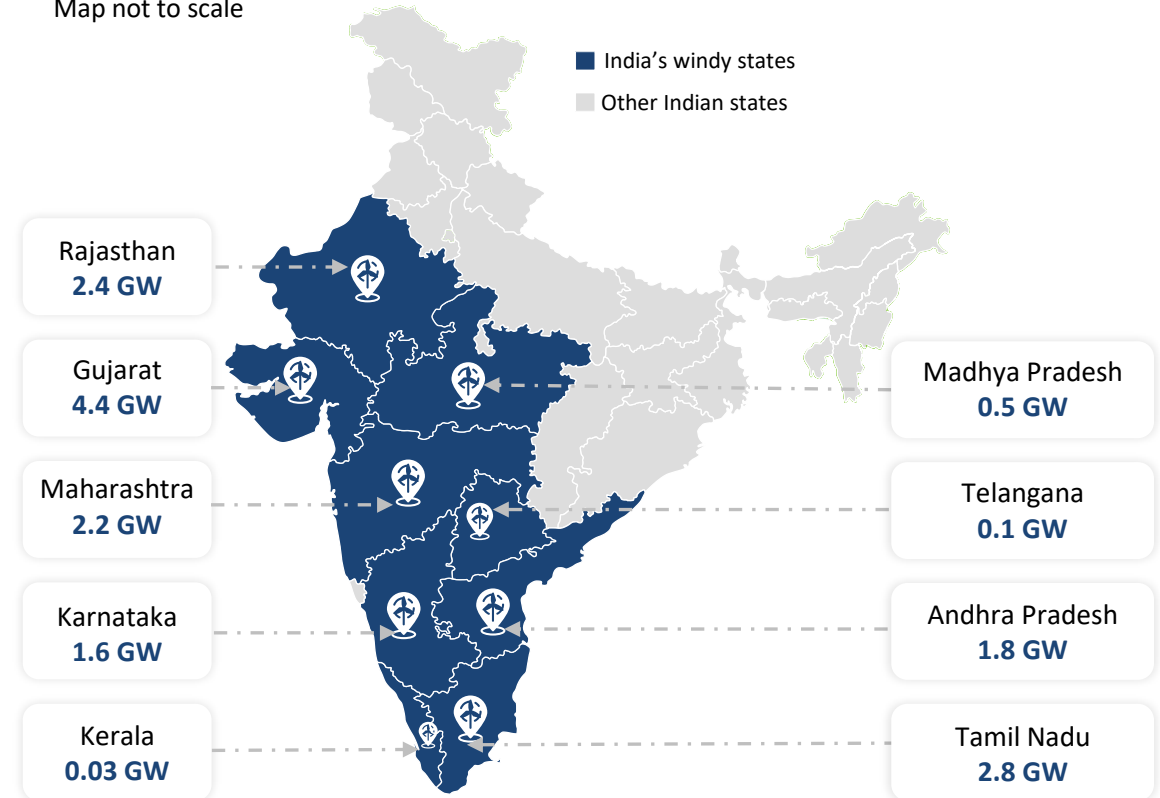 Map not to scale
India’s windy states
Other Indian states
Rajasthan
2.4 GW
Gujarat
4.4 GW
Maharashtra
2.2 GW
Karnataka
1.6 GW
Kerala
0.03 GW
Madhya Pradesh
0.5 GW
Telangana
0.1 GW
Andhra Pradesh
1.8 GW
Tamil Nadu
2.8 GW